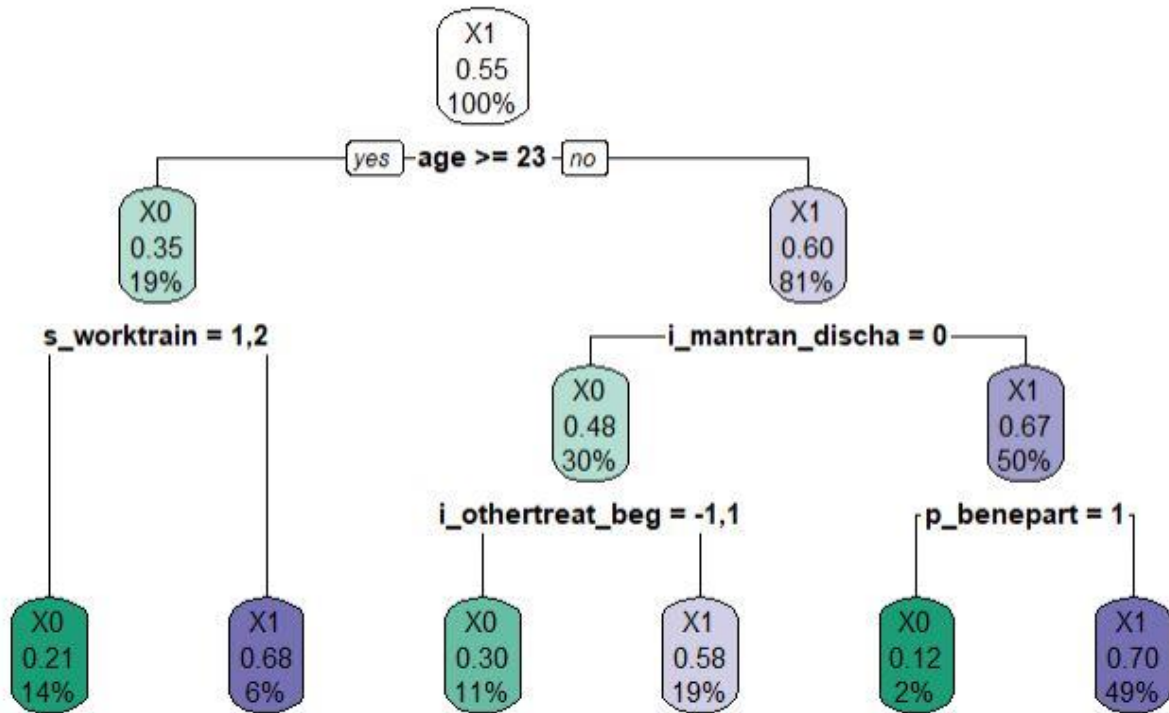 X1
0.55
100%
yes age >= 23 no
X0
0.35
19%
X1
0.60
81%
s_worktrain = 1,2
i_mantran_discha = 0
X0
0.48
30%
X1
0.67
50%
i_othertreat_beg = -1,1
p_benepart = 1
X0
0.21
14%
X1
0.68
6%
X0
0.30
11%
X1
0.58
19%
X0
0.12
2%
X1
0.70
49%